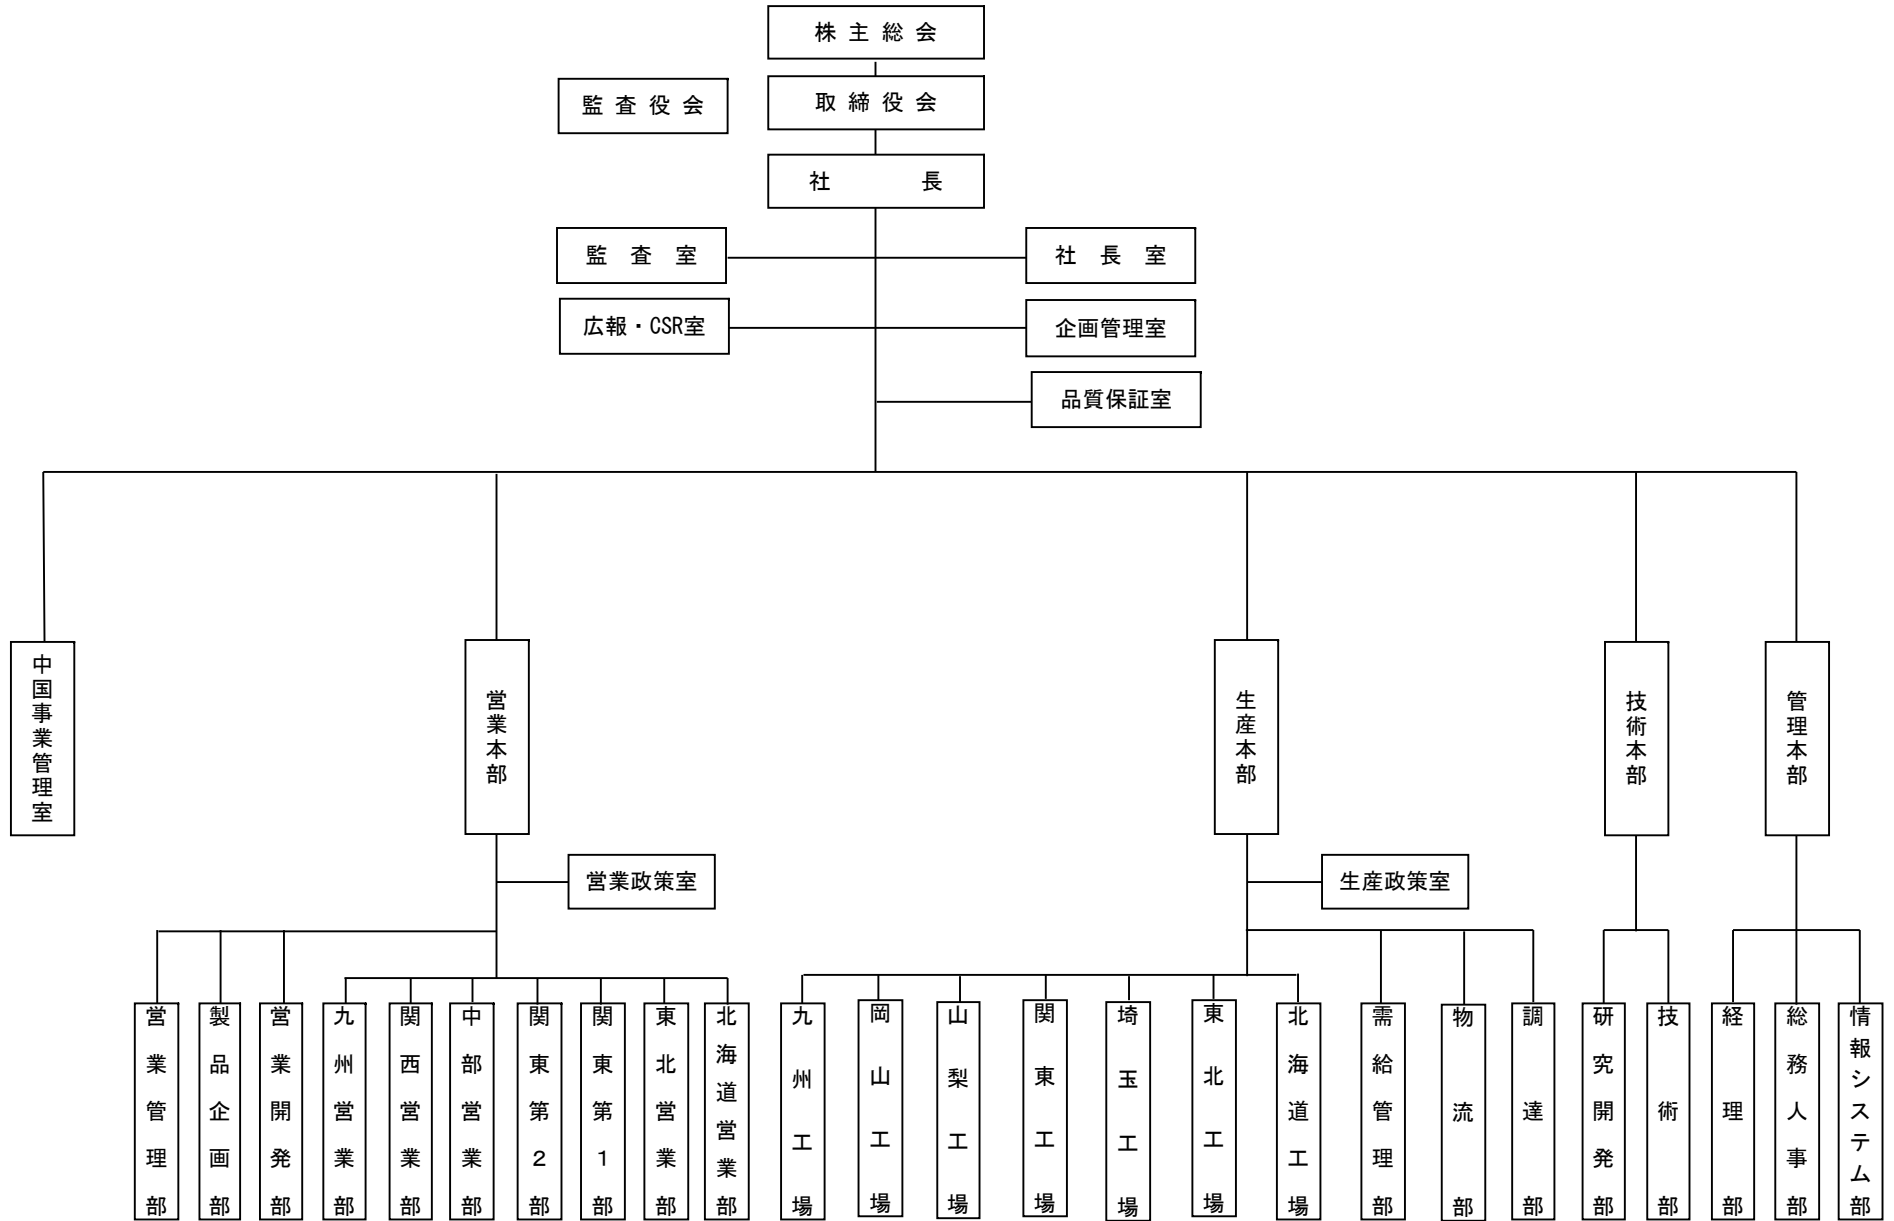 株主総会
監査役会
取締役会
社長
監査室
社長室
広報・CSR室
企画管理室
品質保証室
中国事業管理室
営業本部
生産本部
技術本部
管理本部
営業政策室
生産政策室
営業管理部
製品企画部
営業開発部
九州営業部
関西営業部
中部営業部
関東第２部
関東第１部
東北営業部
北海道営業部
九州工場
岡山工場
山梨工場
関東工場
埼玉工場
東北工場
北海道工場
需給管理部
物流部
調達部
研究開発部
技術部
経理部
総務人事部
情報システム部